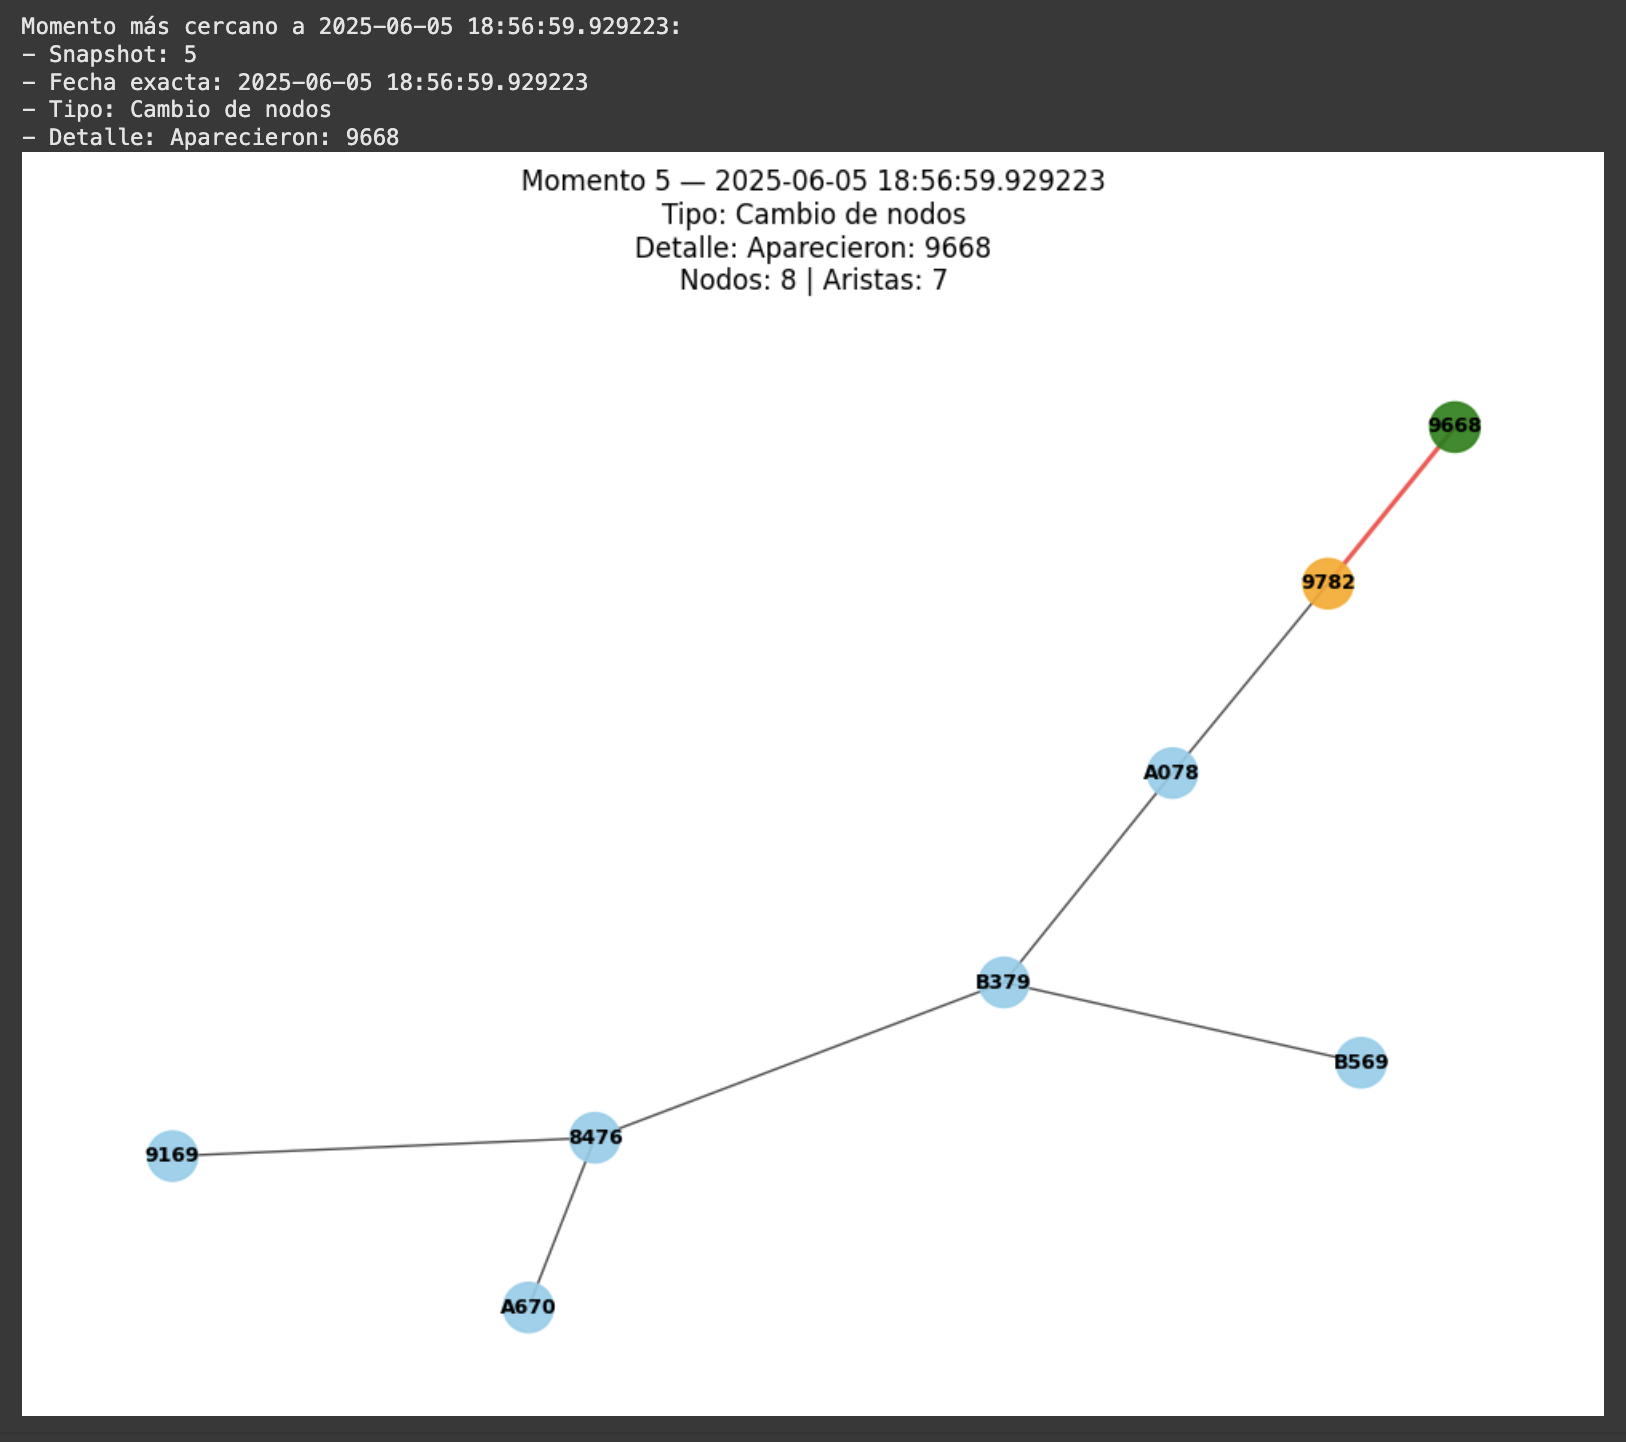 Momento más cercano a 2025-06-05 18:56:59.929223:
- Snapshot: 5
- Fecha exacta: 2025-06-05 18:56:59.929223
- Tipo: Cambio de nodos
- Detalle: Aparecieron: 9668
Momento 5 — 2025-06-05 18:56:59.929223
Tipo: Cambio de nodos
Detalle: Aparecieron: 9668
Nodos: 8 | Aristas: 7
9668
9782
A078
B379
B569
8476
9169
A670